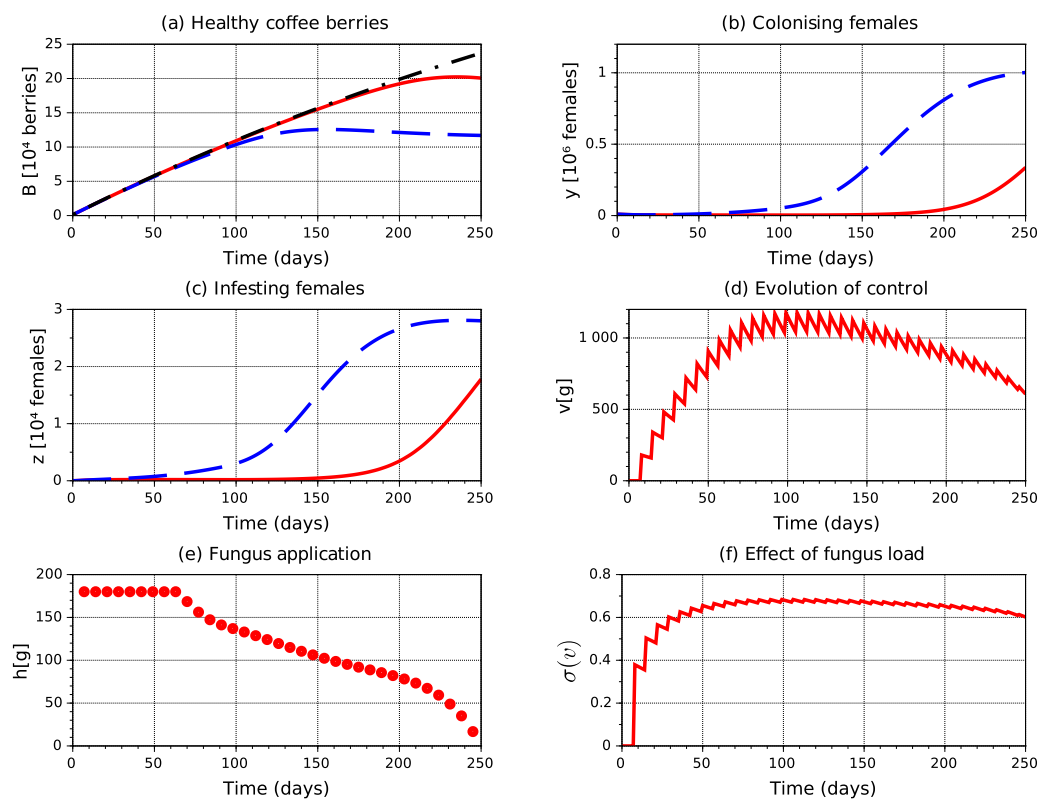 (a) Healthy coffee berries
B [10⁴ berries]
25
20
15
10
5
0
0 50 100 150 200 250
Time (days)
(b) Colonising females
y [10⁶ females]
1
0.5
0
0 50 100 150 200 250
Time (days)
(c) Infesting females
z [10⁴ females]
3
2
1
0
0 50 100 150 200 250
Time (days)
(d) Evolution of control
v[g]
1 000
500
0
0 50 100 150 200 250
Time (days)
(e) Fungus application
h[g]
200
150
100
50
0
0 50 100 150 200 250
Time (days)
(f) Effect of fungus load
σ(v)
0.8
0.6
0.4
0.2
0
0 50 100 150 200 250
Time (days)